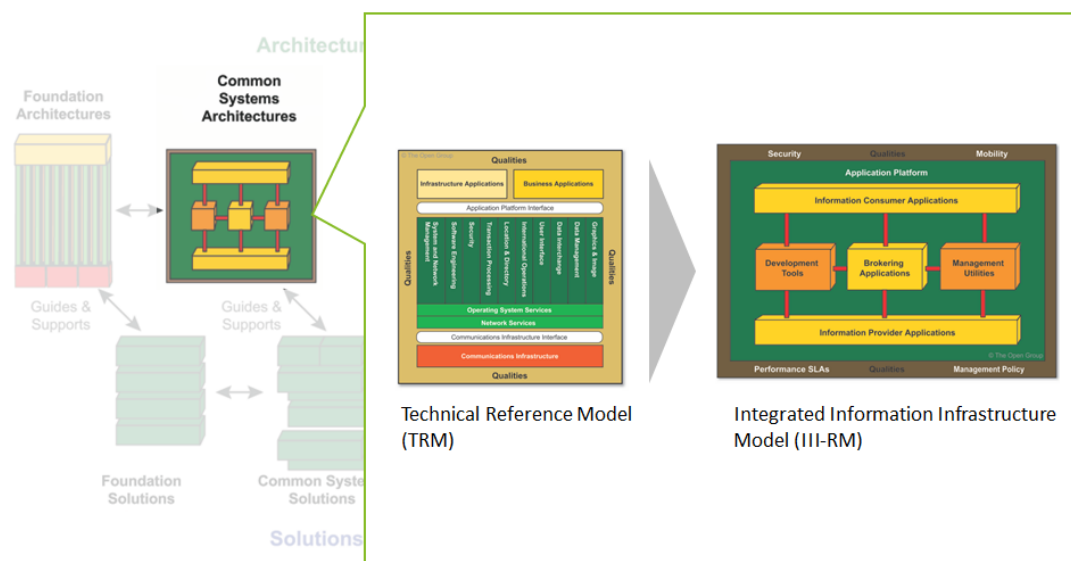 Architectur
Foundation
Architectures
Common
Systems
Architectures
Guides &
Supports
Guides &
Supports
Foundation
Solutions
Common Syste
Solutions
Solutions
© The Open Group
Qualities
Infrastructure Applications
Business Applications
Application Platform Interface
Qualities
System and Network
Management
Software Engineering
Security
Transaction Processing
Location & Directory
International Operations
User Interface
Data Interchange
Data Management
Graphics & Image
Qualities
Operating System Services
Network Services
Communications Infrastructure Interface
Communications Infrastructure
Qualities
Technical Reference Model
(TRM)
Security
Qualities
Mobility
Application Platform
Information Consumer Applications
Development
Tools
Brokering
Applications
Management
Utilities
Information Provider Applications
© The Open Group
Performance SLAs
Qualities
Management Policy
Integrated Information Infrastructure
Model (III-RM)